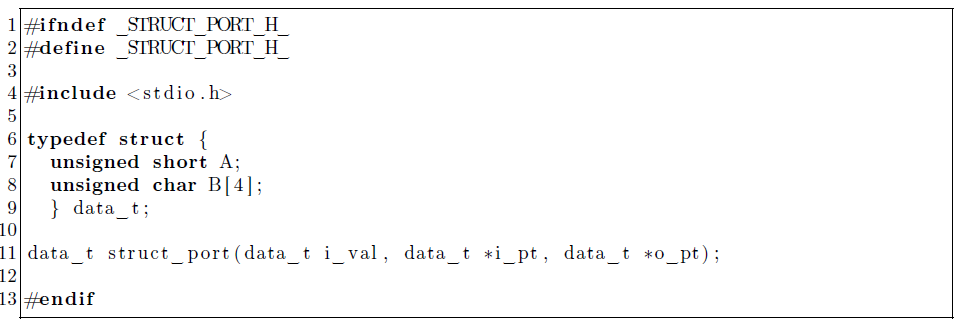 1 #ifndef _STRUCT_PORT_H_
2 #define _STRUCT_PORT_H_
3
4 #include <stdio.h>
5
6 typedef struct {
7 unsigned short A;
8 unsigned char B[4];
9 } data_t;
10
11 data_t struct_port(data_t i_val, data_t *i_pt, data_t *o_pt);
12
13 #endif